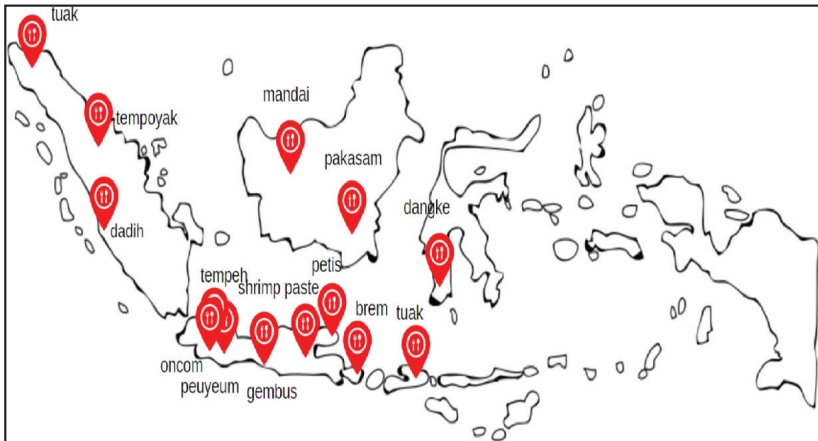 tuak
tempoyak
mandai
pakasam
dadih
dangke
tempeh
shrimp paste
petis
brem
tuak
oncom
peuyeum
gembus